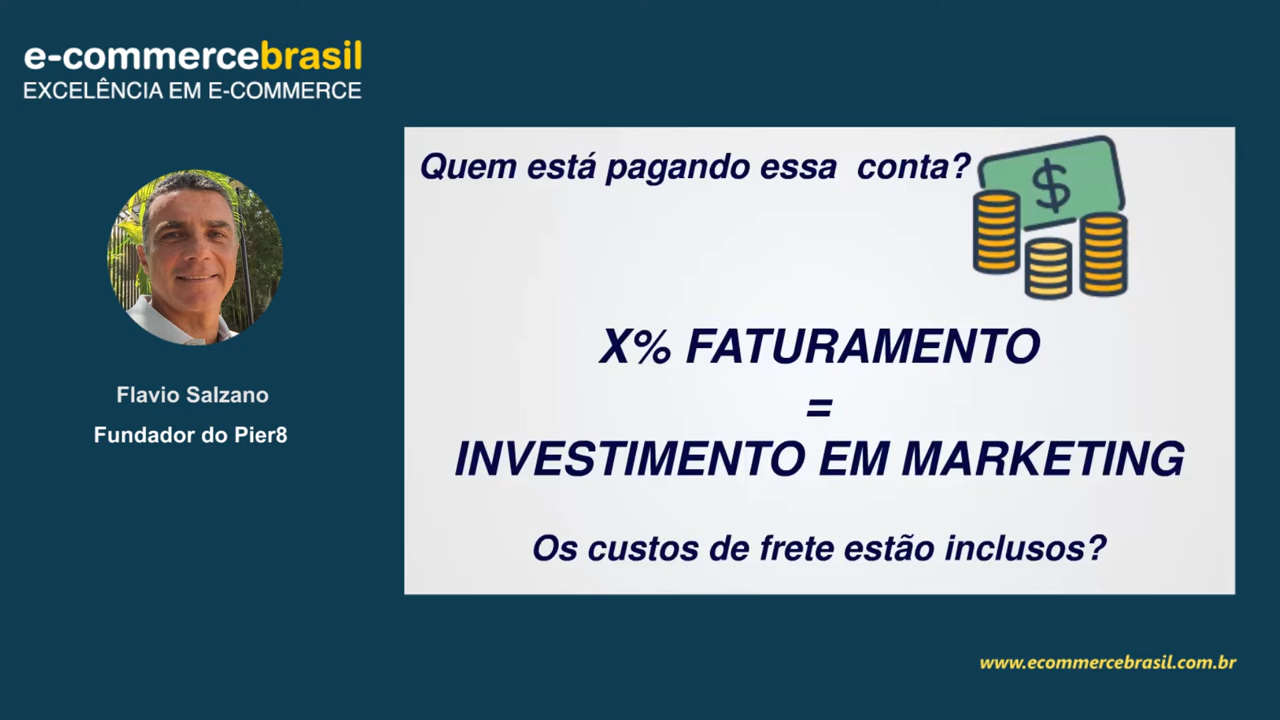 e-commercebrasil
EXCELÊNCIA EM E-COMMERCE
Flavio Salzano
Fundador do Pier8
Quem está pagando essa conta?
$
X% FATURAMENTO
=
INVESTIMENTO EM MARKETING
Os custos de frete estão inclusos?
www.ecommercebrasil.com.br